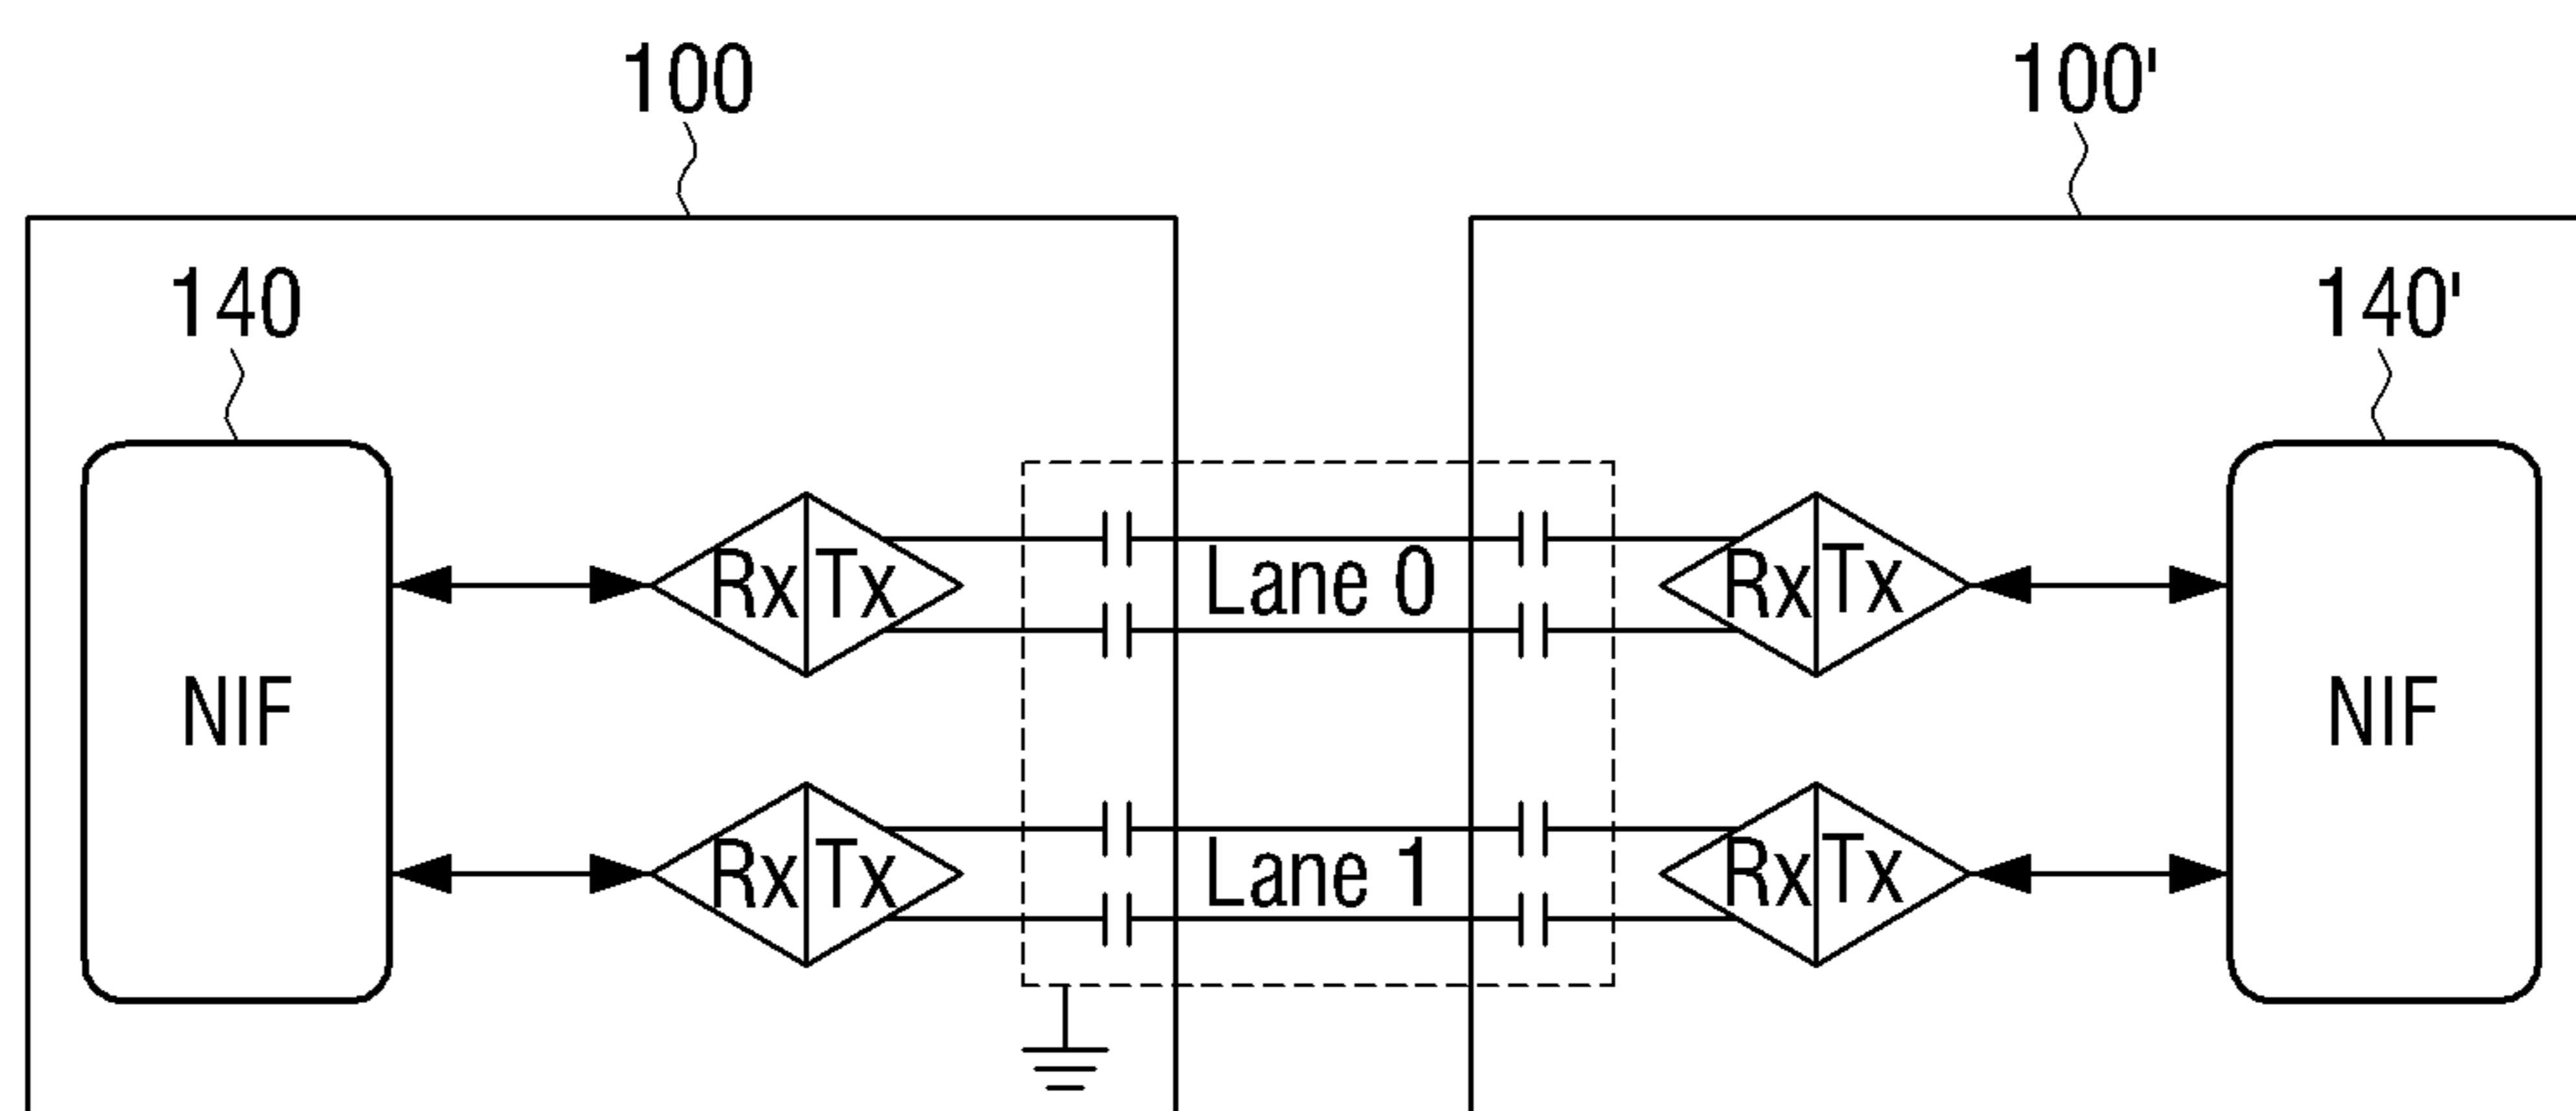 100 100'
140 140'
Rx Tx Lane 0 Rx Tx
NIF NIF
Rx Tx Lane 1 Rx Tx